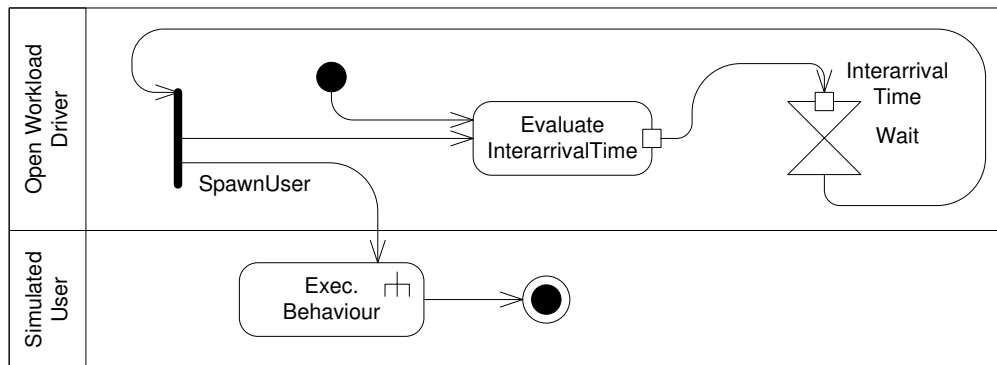 Open Workload
Driver
SpawnUser
Evaluate
InterarrivalTime
Interarrival
Time
Wait
Simulated
User
Exec.
Behaviour